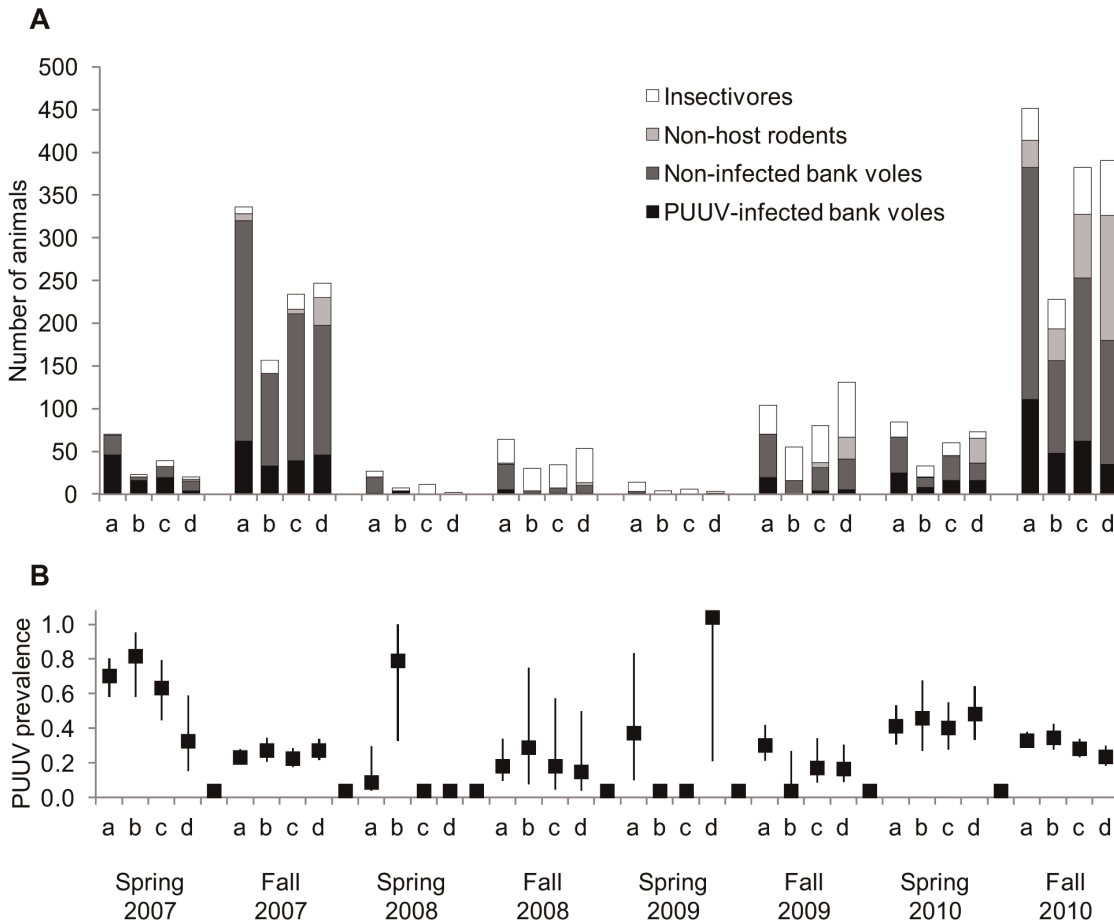 A
500
450
400
350
300
250
200
150
100
50
0
Number of animals
Insectivores
Non-host rodents
Non-infected bank voles
PUUV-infected bank voles
a b c d a b c d a b c d a b c d a b c d a b c d a b c d a b c d
B
1.0
0.8
0.6
0.4
0.2
0.0
PUUV prevalence
a b c d a b c d a b c d a b c d a b c d a b c d a b c d a b c d
Spring Fall Spring Fall Spring Fall Spring Fall
2007 2007 2008 2008 2009 2009 2010 2010